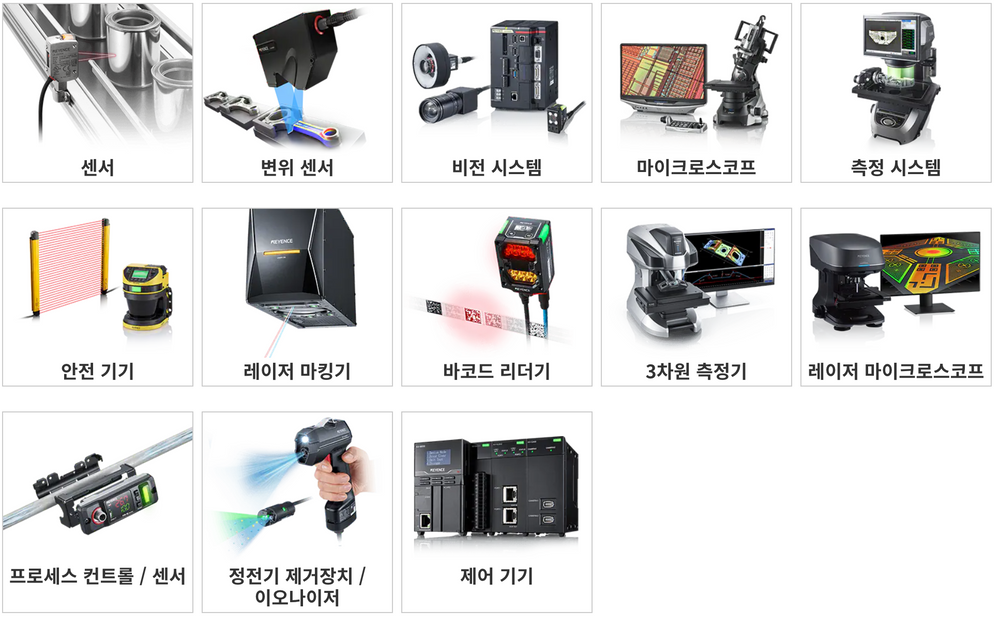 센서
변위 센서
비전 시스템
마이크로스코프
측정 시스템
KEYENCE
안전 기기
레이저 마킹기
바코드 리더기
3차원 측정기
레이저 마이크로스코프
KEYENCE
프로세스 컨트롤 / 센서
정전기 제거장치 /
이오나이저
제어 기기